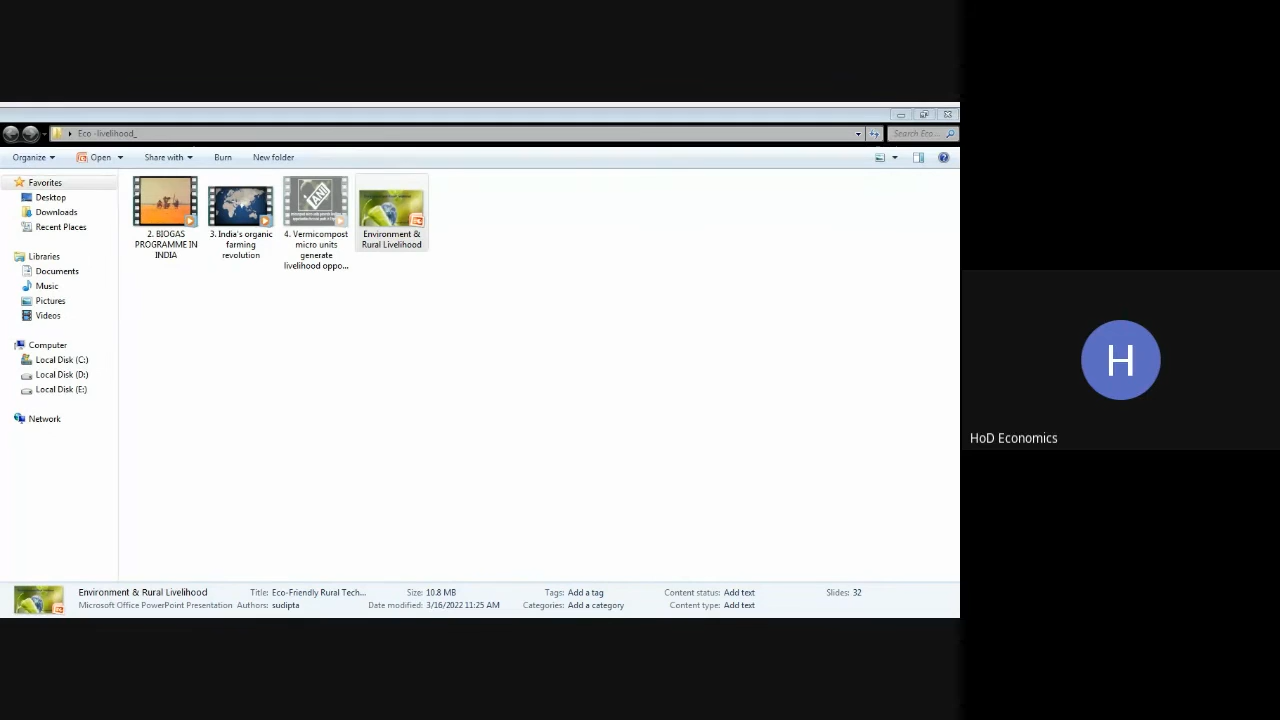 Eco -livelihood_
Search Eco ...
Organize
Open
Share with
Burn
New folder
Favorites
Desktop
Downloads
Recent Places
Libraries
Documents
Music
Pictures
Videos
Computer
Local Disk (C:)
Local Disk (D:)
Local Disk (E:)
Network
2. BIOGAS
PROGRAMME IN
INDIA
3. India's organic
farming
revolution
4. Vermicompost
micro units
generate
livelihood oppo...
Environment &
Rural Livelihood
Environment & Rural Livelihood
Microsoft Office PowerPoint Presentation
Title: Eco-Friendly Rural Tech...
Authors: sudipta
Size: 10.8 MB
Date modified: 3/16/2022 11:25 AM
Tags: Add a tag
Categories: Add a category
Content status: Add text
Content type: Add text
Slides: 32
H
HoD Economics